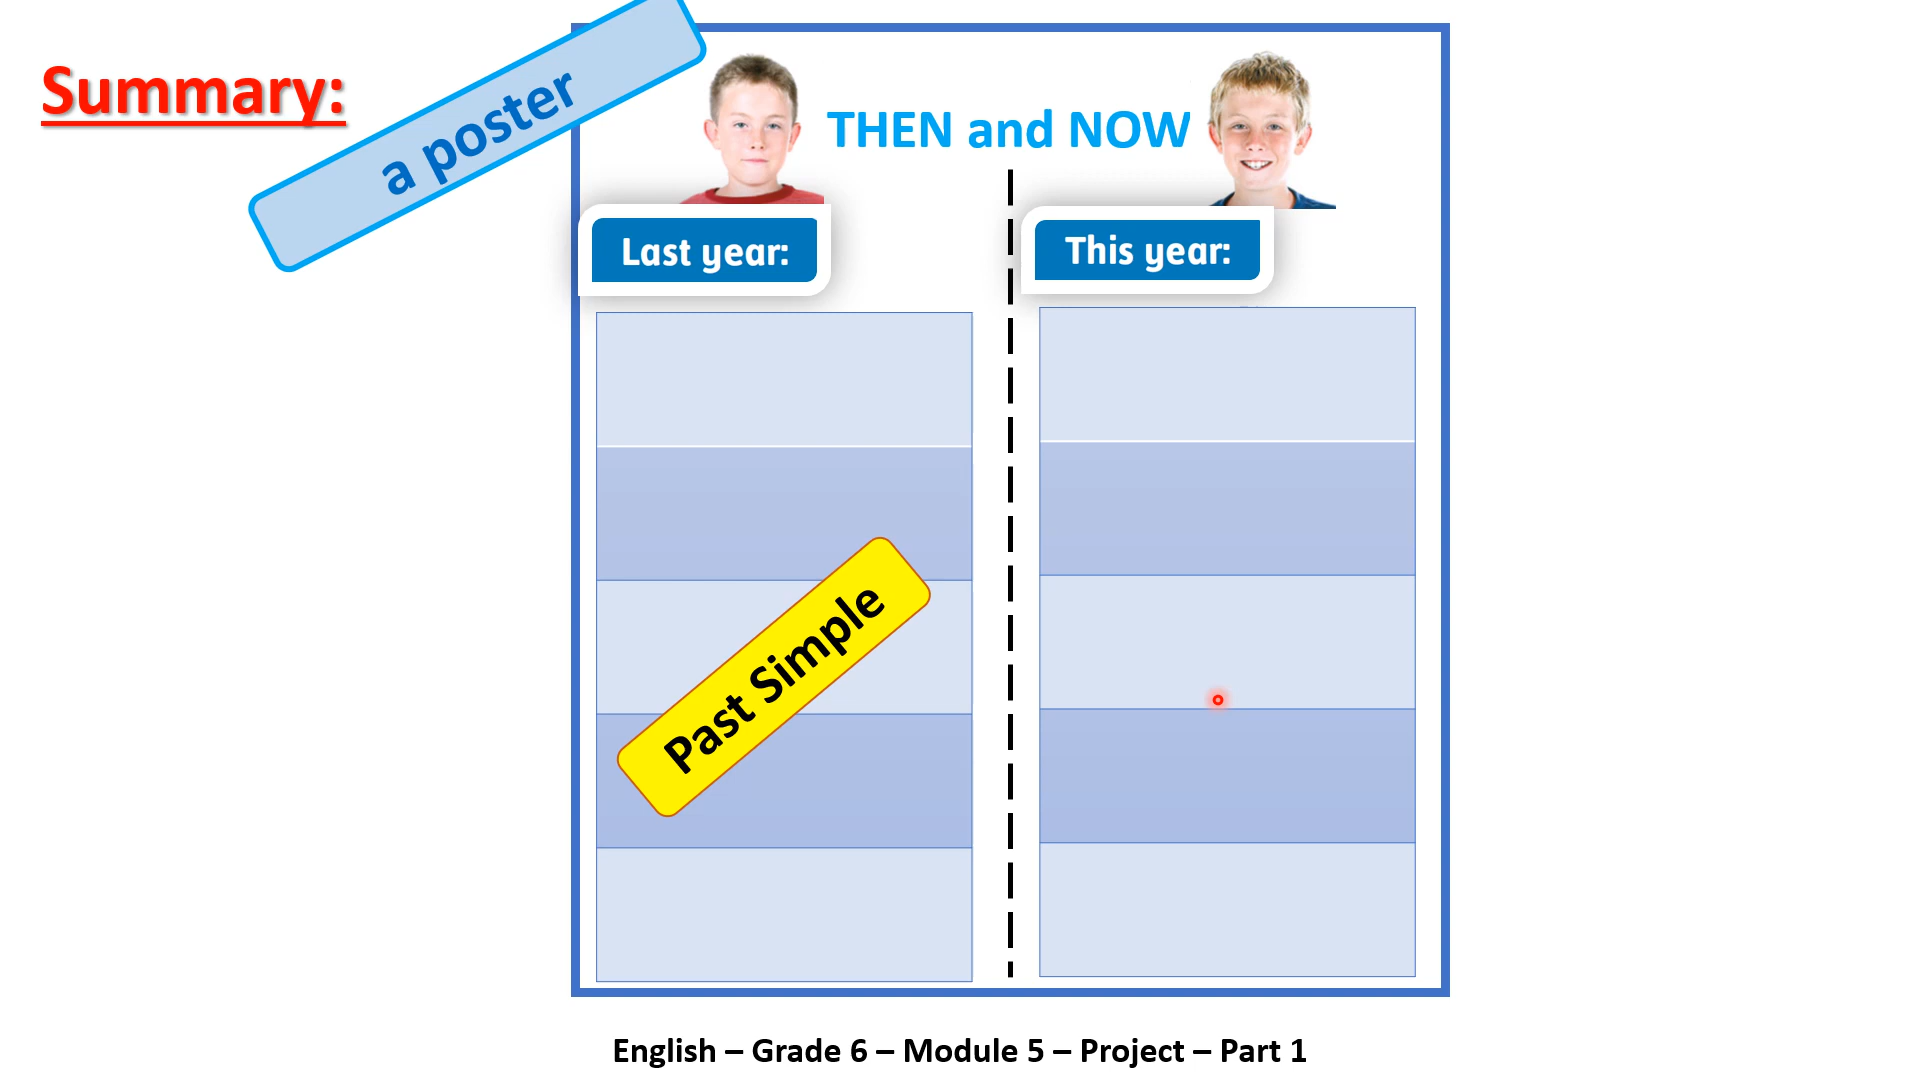 Summary:
a poster
THEN and NOW
Last year:
This year:
Past Simple
English – Grade 6 – Module 5 – Project – Part 1